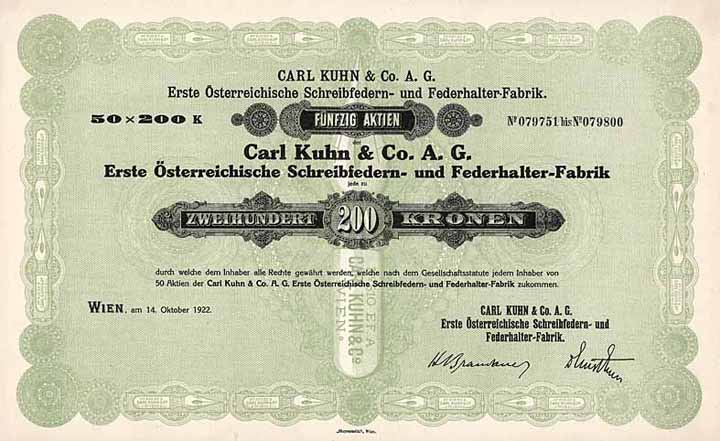 CARL KUHN & Co. A. G.
Erste Österreichische Schreibfedern- und Federhalter-Fabrik.
50 × 200 K
FÜNFZIG AKTIEN
No 079751 bis No 079800
der
Carl Kuhn & Co. A. G.
Erste Österreichische Schreibfedern- und Federhalter-Fabrik
jede zu
ZWEIHUNDERT 200 KRONEN
durch welche dem Inhaber alle Rechte gewährt werden, welche nach dem Gesellschaftsstatute jedem Inhaber von
50 Aktien der Carl Kuhn & Co. A. G. Erste Österreichische Schreibfedern- und Federhalter-Fabrik zukommen.
WIEN, am 14. Oktober 1922.
CARL KUHN & Co. A. G.
Erste Österreichische Schreibfedern- und
Federhalter-Fabrik.
C. KUHN & Co
WIEN.